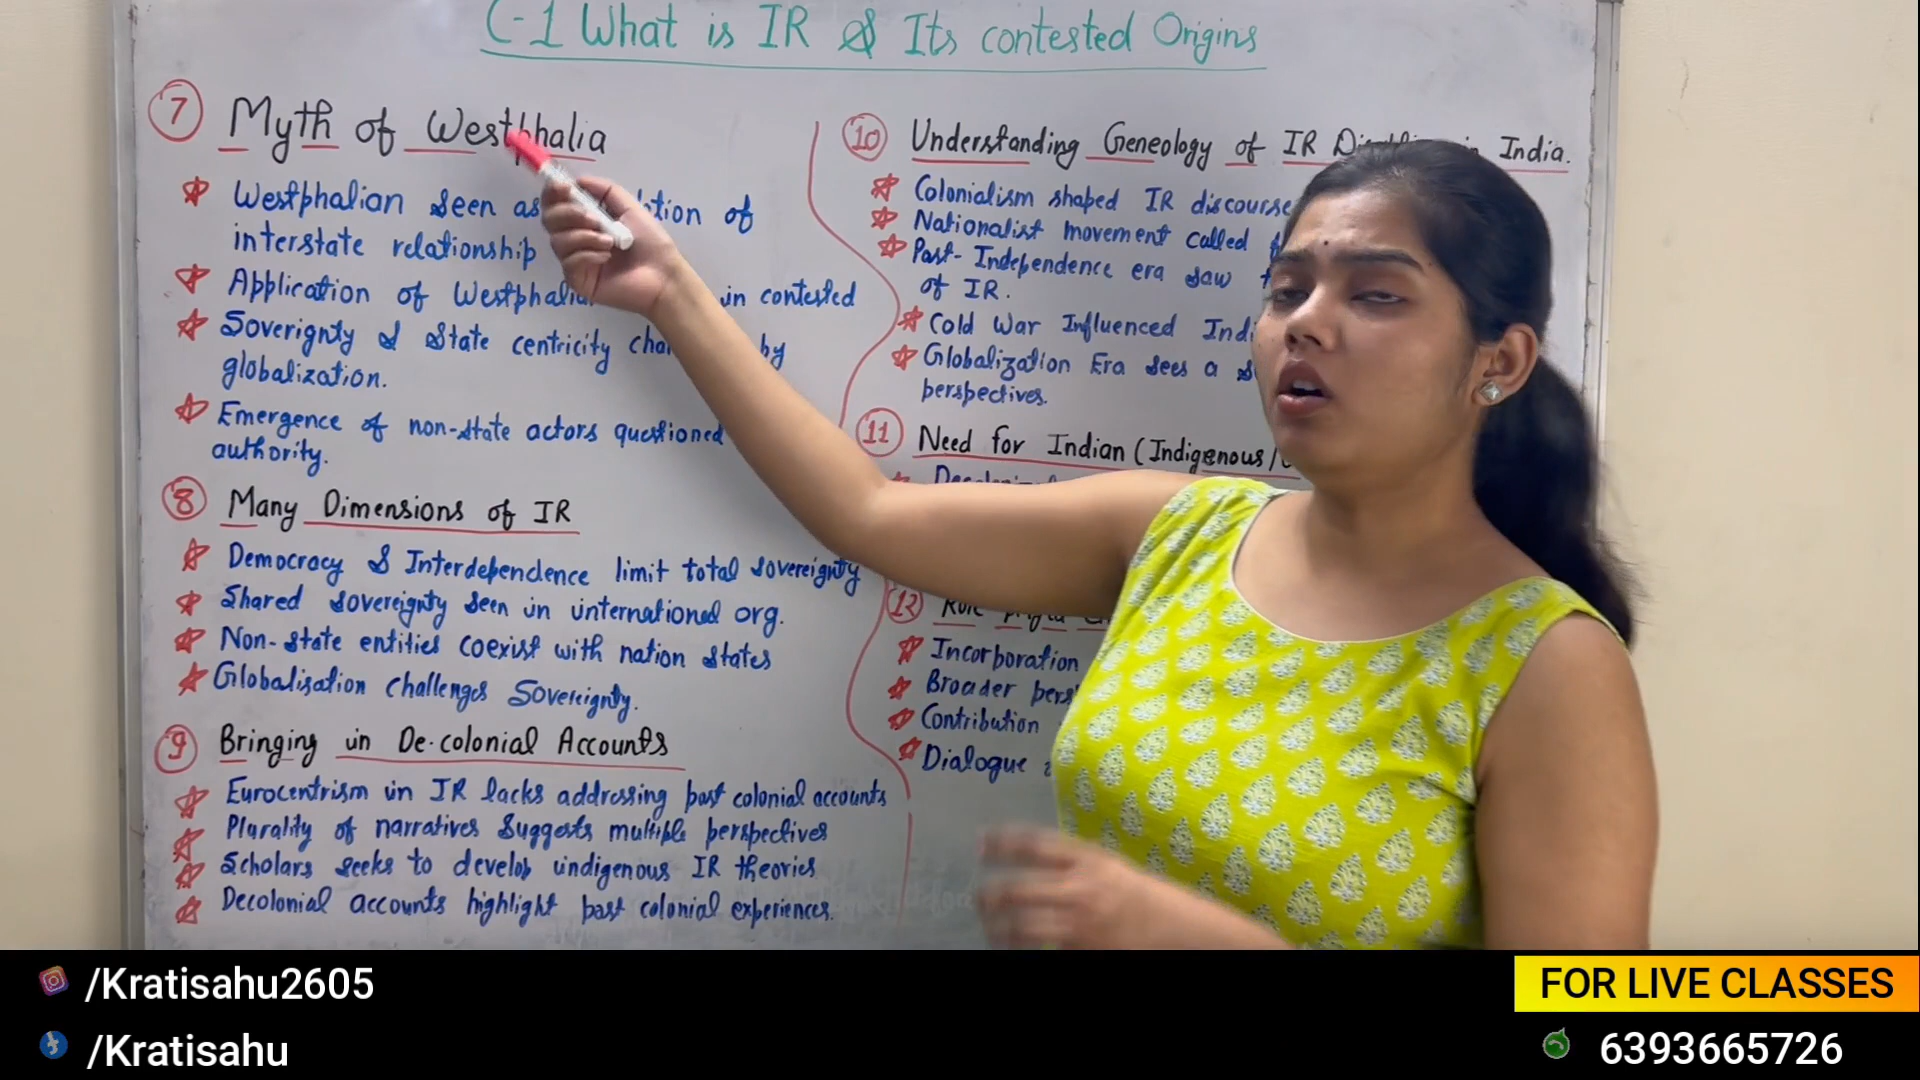 C-1 What is IR & Its contested Origins
7 Myth of Westphalia
Westphalian seen as of
interstate relationship
Application of in contested
Soverignty & State centricity by
globalization.
Emergence of non-state actors questioned
authority.
8 Many Dimensions of IR
Democracy & Interdependence limit total sovereignty
Shared sovereignty seen in internationed org.
Non-state entities coexist with nation states
Globalisation challenges Sovereignty.
9 Bringing in De-colonial Accounts
Eurocentrism in IR lacks addressing post colonial accounts
Plurality of narratives suggests multiple perspectives
Scholars seeks to develop indigenous IR theories
Decolonial accounts highlight past colonial experiences.
10 Understanding Geneology of IR in India.
Colonialism shaped IR discourse
Nationalist movement called
Post-Independence era saw
of IR.
Cold War Influenced
Globalization Era sees a
perspectives.
11 Need for Indian (Indigenous/
12
Incorporation
Broader
Contribution
Dialogue
/Kratisahu2605
/Kratisahu
FOR LIVE CLASSES
6393665726